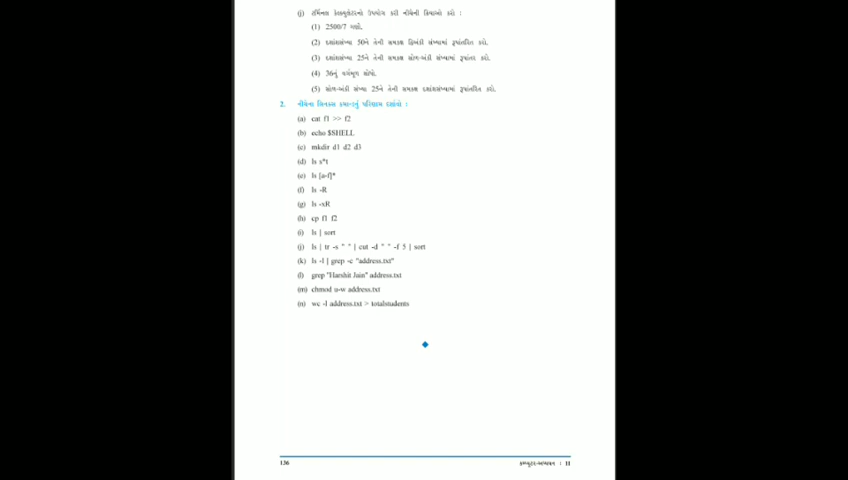 (j) ટર્મિનલ કેલ્ક્યુલેટરનો ઉપયોગ કરી નીચેની ક્રિયાઓ કરો :
(1) 2500/7 ગણો.
(2) દશાંશસંખ્યા 50ને તેની સમકક્ષ દ્વિઅંકી સંખ્યામાં રૂપાંતરિત કરો.
(3) દશાંશસંખ્યા 25ને તેની સમકક્ષ સોળ-અંકી સંખ્યામાં રૂપાંતર કરો.
(4) 36નું વર્ગમૂળ શોધો.
(5) સોળ-અંકી સંખ્યા 25ને તેની સમકક્ષ દશાંશસંખ્યામાં રૂપાંતરિત કરો.
2. નીચેના લિનક્સ કમાન્ડનું પરિણામ દર્શાવો :
(a) cat f1 >> f2
(b) echo $SHELL
(c) mkdir d1 d2 d3
(d) ls s*t
(e) ls [a-f]*
(f) ls -R
(g) ls -xR
(h) cp f1 f2
(i) ls | sort
(j) ls | tr -s " " | cut -d " " -f 5 | sort
(k) ls -l | grep -c "address.txt"
(l) grep "Harshit Jain" address.txt
(m) chmod u-w address.txt
(n) wc -l address.txt > totalstudents
136 કમ્પ્યૂટર-અધ્યયન : 11